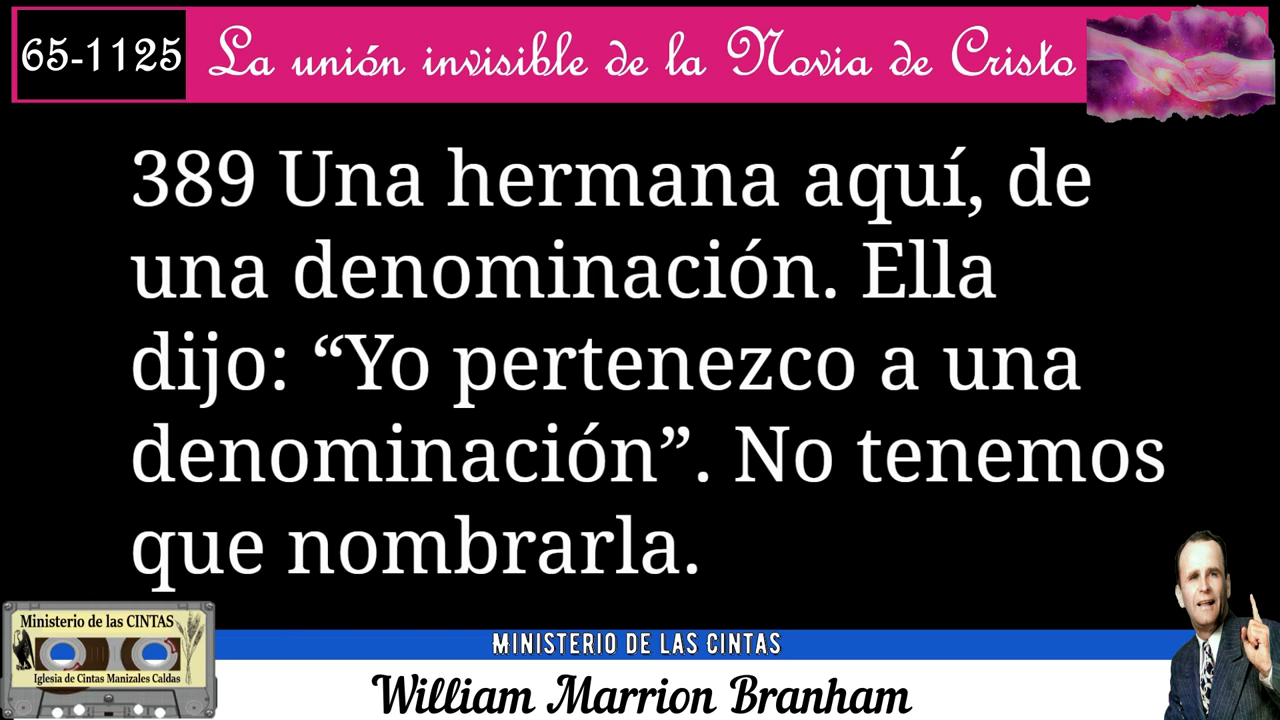 65-1125
La unión invisible de la Novia de Cristo
389 Una hermana aquí, de
una denominación. Ella
dijo: “Yo pertenezco a una
denominación”. No tenemos
que nombrarla.
Ministerio de las CINTAS
Iglesia de Cintas Manizales Caldas
MINISTERIO DE LAS CINTAS
William Marrion Branham